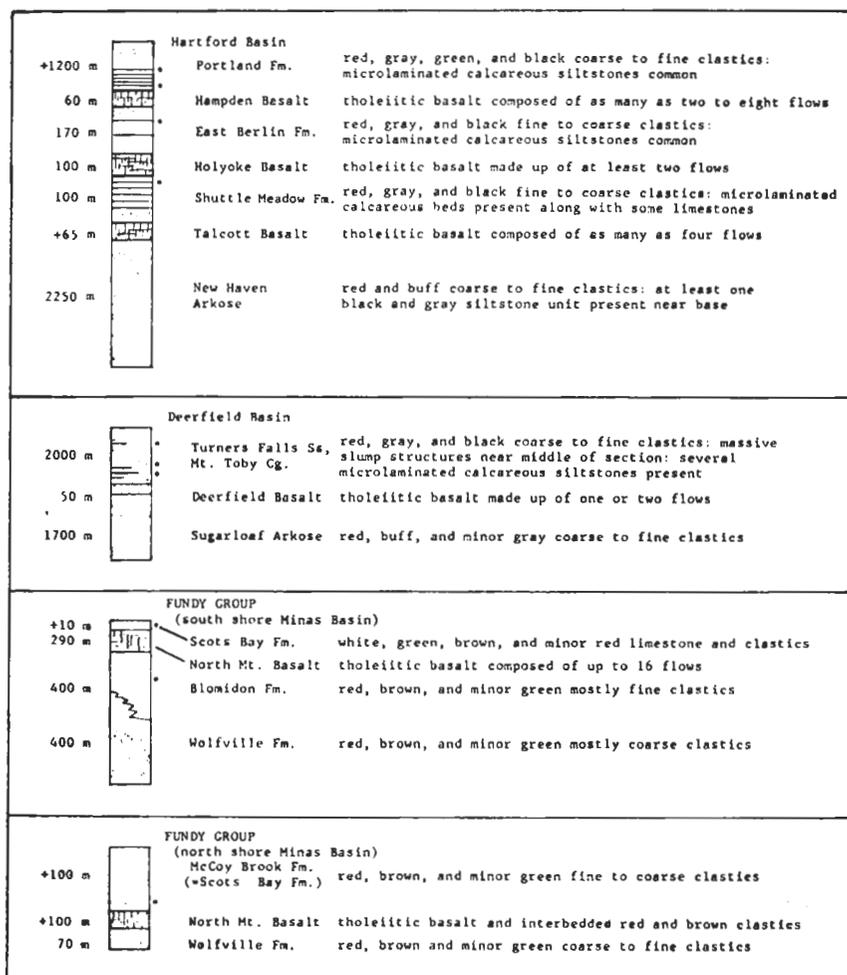 Hartford Basin
+1200 m Portland Fm. red, gray, green, and black coarse to fine clastics:
microlaminated calcareous siltstones common
60 m Hampden Basalt tholeiitic basalt composed of as many as two to eight flows
170 m East Berlin Fm. red, gray, and black fine to coarse clastics:
microlaminated calcareous siltstones common
100 m Holyoke Basalt tholeiitic basalt made up of at least two flows
100 m Shuttle Meadow Fm. red, gray, and black fine to coarse clastics: microlaminated
calcareous beds present along with some limestones
+65 m Talcott Basalt tholeiitic basalt composed of as many as four flows
2250 m New Haven red and buff coarse to fine clastics: at least one
Arkose black and gray siltstone unit present near base
Deerfield Basin
2000 m Turners Falls Ss, red, gray, and black coarse to fine clastics: massive
Mt. Toby Cg. slump structures near middle of section: several
microlaminated calcareous siltstones present
50 m Deerfield Basalt tholeiitic basalt made up of one or two flows
1700 m Sugarloaf Arkose red, buff, and minor gray coarse to fine clastics
FUNDY GROUP
(south shore Minas Basin)
+10 m
290 m Scots Bay Fm. white, green, brown, and minor red limestone and clastics
North Mt. Basalt tholeiitic basalt composed of up to 16 flows
400 m Blomidon Fm. red, brown, and minor green mostly fine clastics
400 m Wolfville Fm. red, brown, and minor green mostly coarse clastics
FUNDY GROUP
(north shore Minas Basin)
McCoy Brook Fm.
+100 m (=Scots Bay Fm.) red, brown, and minor green fine to coarse clasties
+100 m North Mt. Basalt tholeiitic basalt and interbedded red and brown clastics
70 m Wolfville Fm. red, brown and minor green coarse to fine clastics